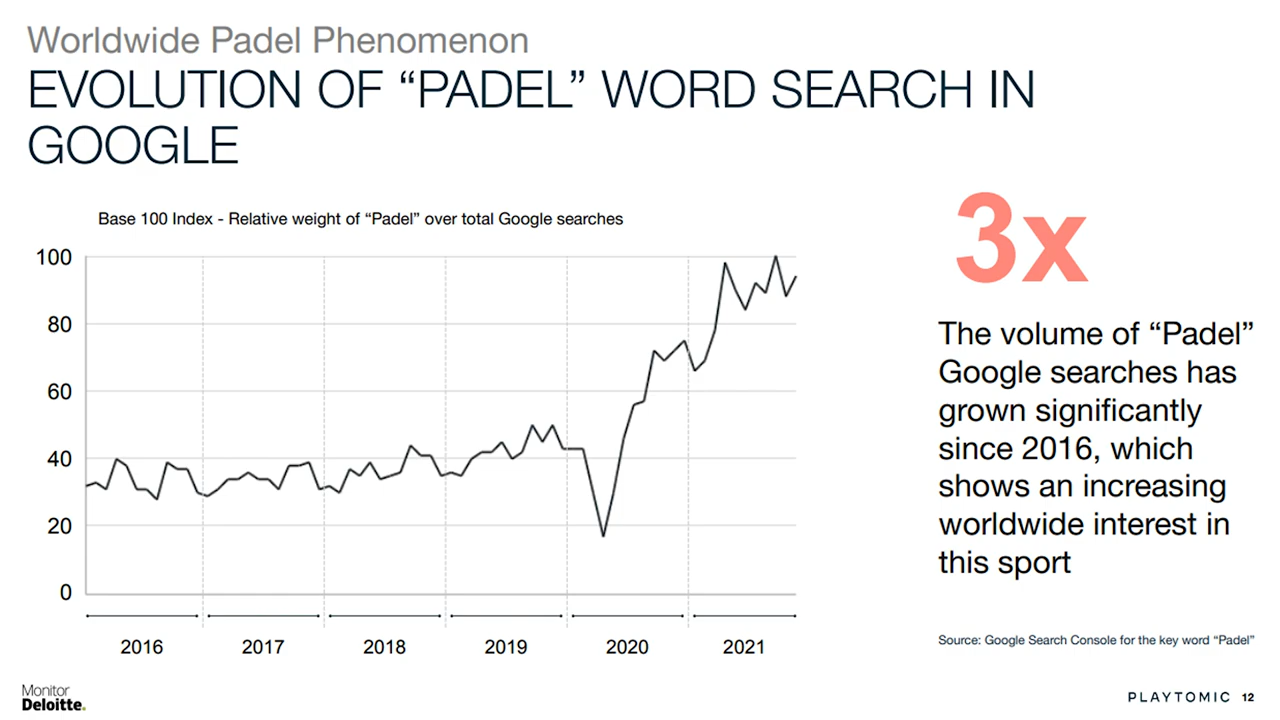 Worldwide Padel Phenomenon
EVOLUTION OF “PADEL” WORD SEARCH IN
GOOGLE
Base 100 Index - Relative weight of “Padel” over total Google searches
100
80
60
40
20
0
2016 2017 2018 2019 2020 2021
3x
The volume of “Padel”
Google searches has
grown significantly
since 2016, which
shows an increasing
worldwide interest in
this sport
Source: Google Search Console for the key word “Padel”
Monitor
Deloitte.
PLAYTOMIC 12